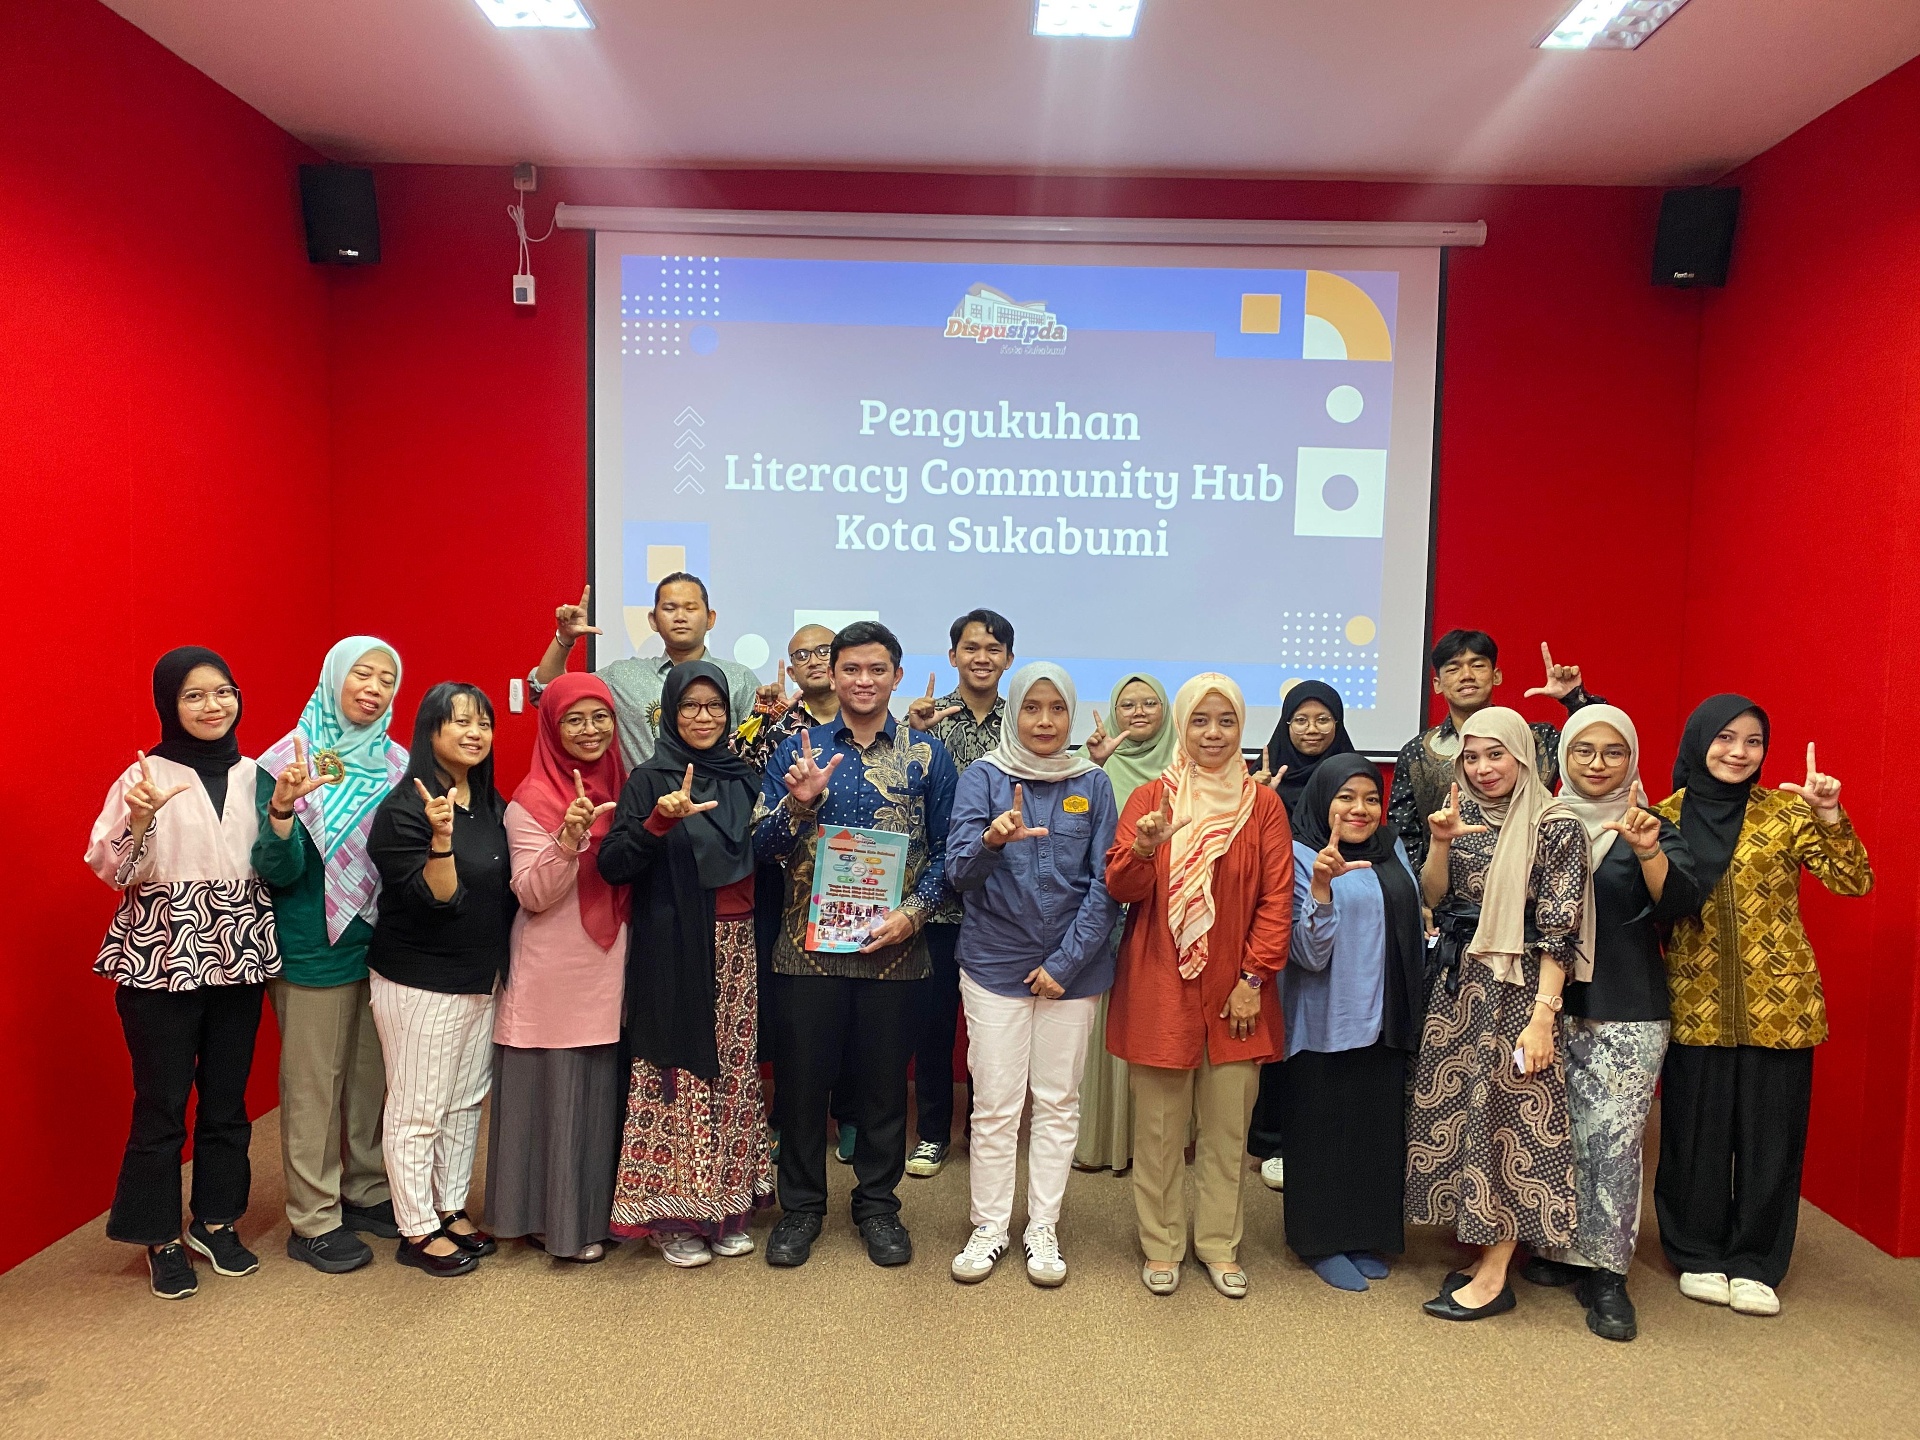 Dispusipda
Kota Sukabumi
Pengukuhan
Literacy Community Hub
Kota Sukabumi